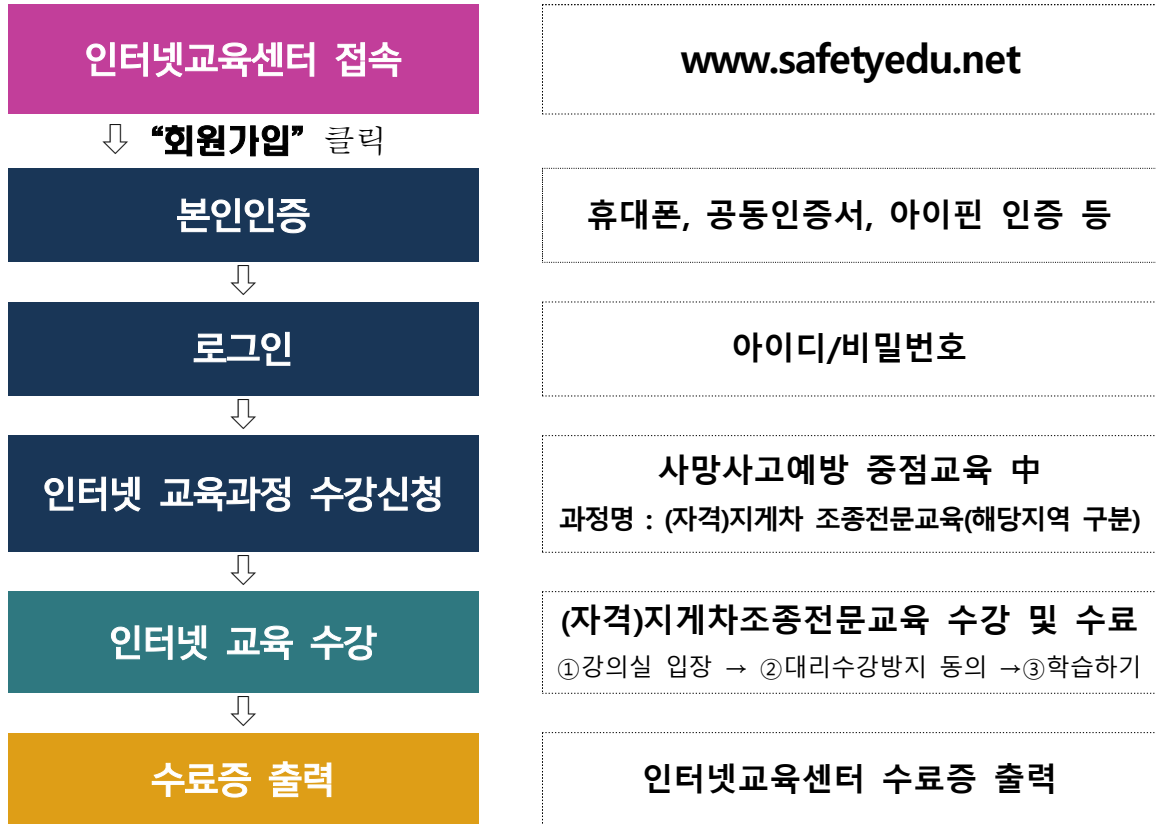 인터넷교육센터 접속
www.safetyedu.net
⇩ “회원가입” 클릭
본인인증
휴대폰, 공동인증서, 아이핀 인증 등
⇩
로그인
아이디/비밀번호
⇩
인터넷 교육과정 수강신청
사망사고예방 중점교육 中
과정명 : (자격)지게차 조종전문교육(해당지역 구분)
⇩
인터넷 교육 수강
(자격)지게차조종전문교육 수강 및 수료
①강의실 입장 → ②대리수강방지 동의 →③학습하기
⇩
수료증 출력
인터넷교육센터 수료증 출력